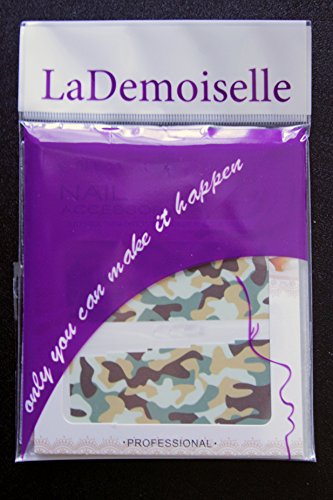 LaDemoiselle
NAIL
only you can make it happen
·PROFESSIONAL·